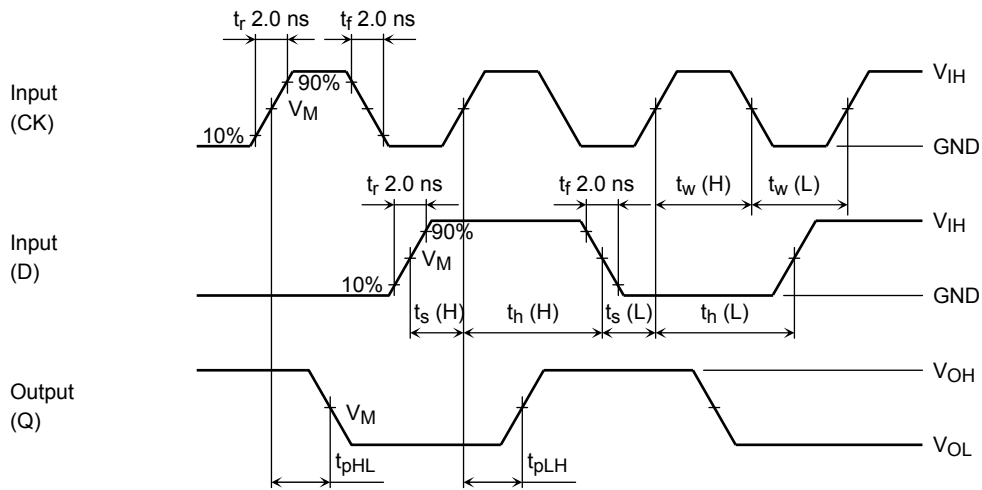 tr 2.0 ns tf 2.0 ns
Input
(CK)
90%
VM
10%
VIH
GND
tr 2.0 ns tf 2.0 ns tw (H) tw (L)
Input
(D)
90%
VM
10%
VIH
GND
ts (H) th (H) ts (L) th (L)
Output
(Q)
VM
VOH
VOL
tpHL tpLH